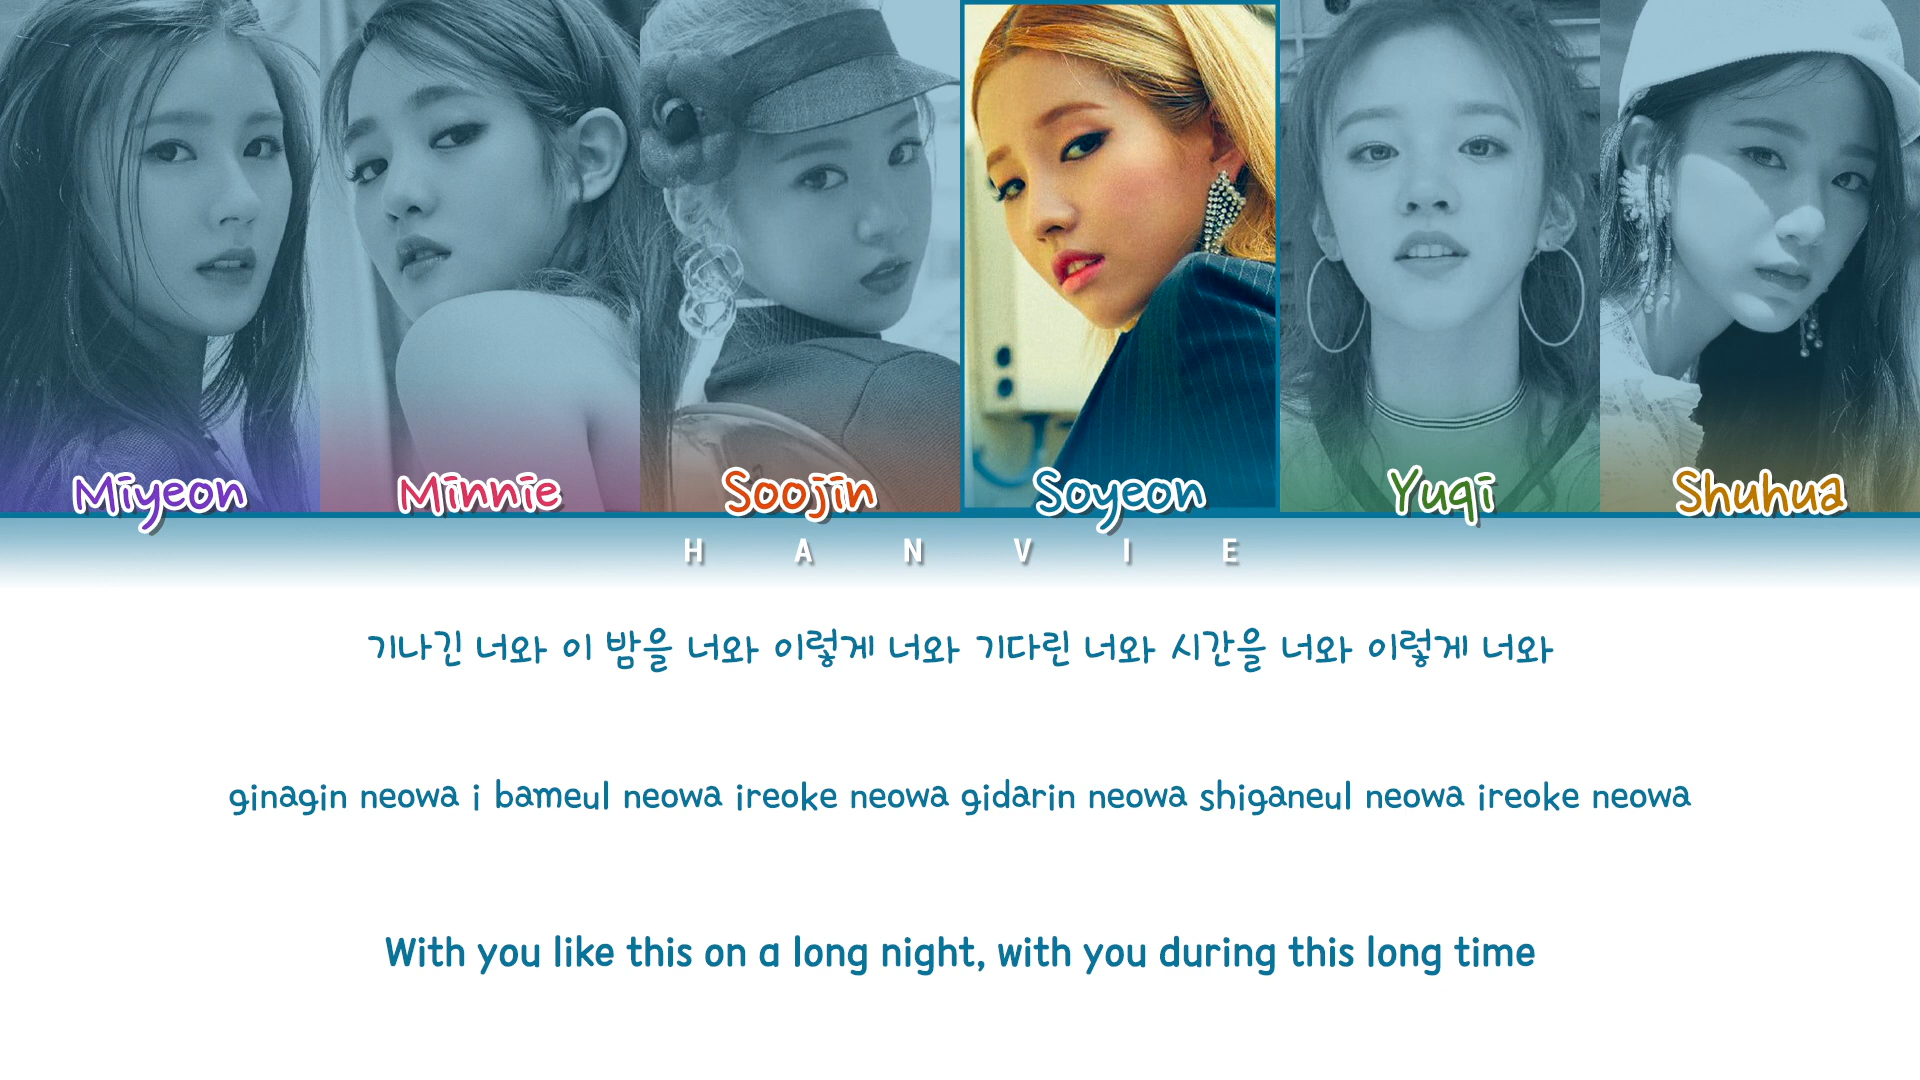 Miyeon Minnie Soojin Soyeon Yuqi Shuhua
HANVIE
기나긴 너와 이 밤을 너와 이렇게 너와 기다린 너와 시간을 너와 이렇게 너와
ginagin neowa i bameul neowa ireoke neowa gidarin neowa shiganeul neowa ireoke neowa
With you like this on a long night, with you during this long time